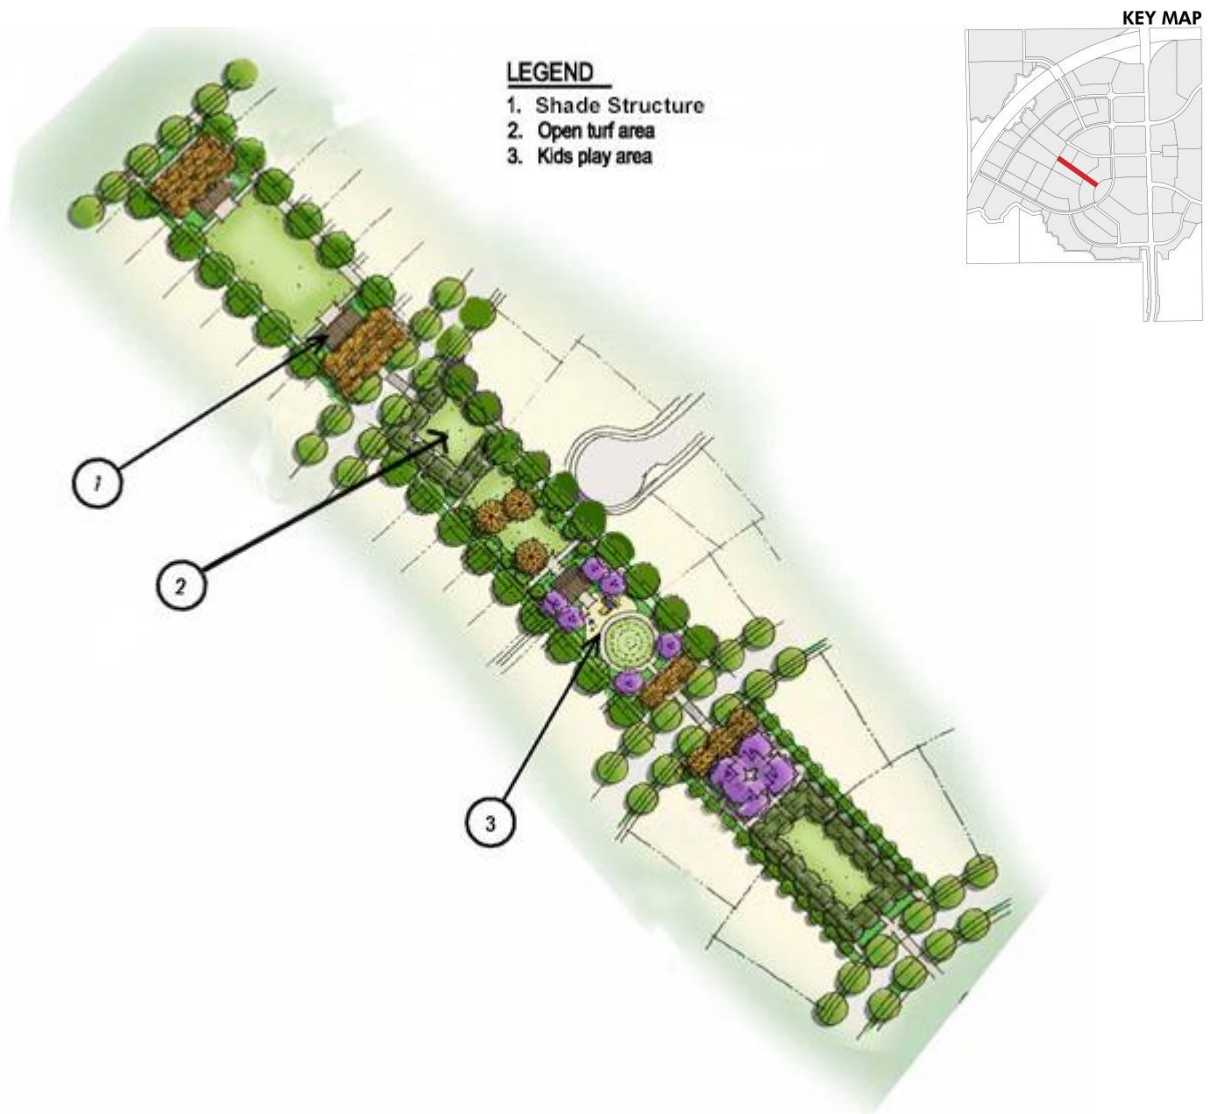 KEY MAP
LEGEND
1. Shade Structure
2. Open turf area
3. Kids play area
1
2
3